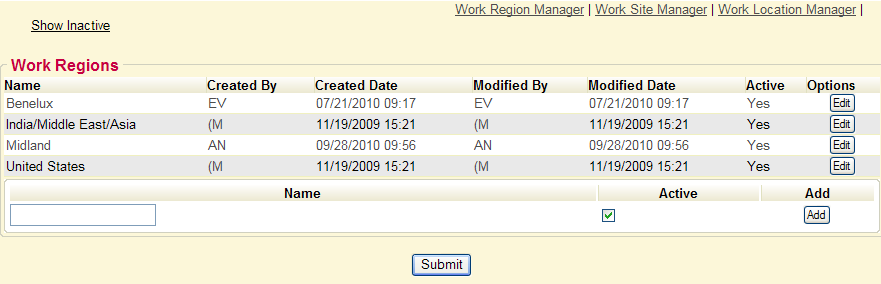 Work Region Manager | Work Site Manager | Work Location Manager |
Show Inactive
Work Regions
Name Created By Created Date Modified By Modified Date Active Options
Benelux EV 07/21/2010 09:17 EV 07/21/2010 09:17 Yes Edit
India/Middle East/Asia (M 11/19/2009 15:21 (M 11/19/2009 15:21 Yes Edit
Midland AN 09/28/2010 09:56 AN 09/28/2010 09:56 Yes Edit
United States (M 11/19/2009 15:21 (M 11/19/2009 15:21 Yes Edit
Name Active Add
Add
Submit